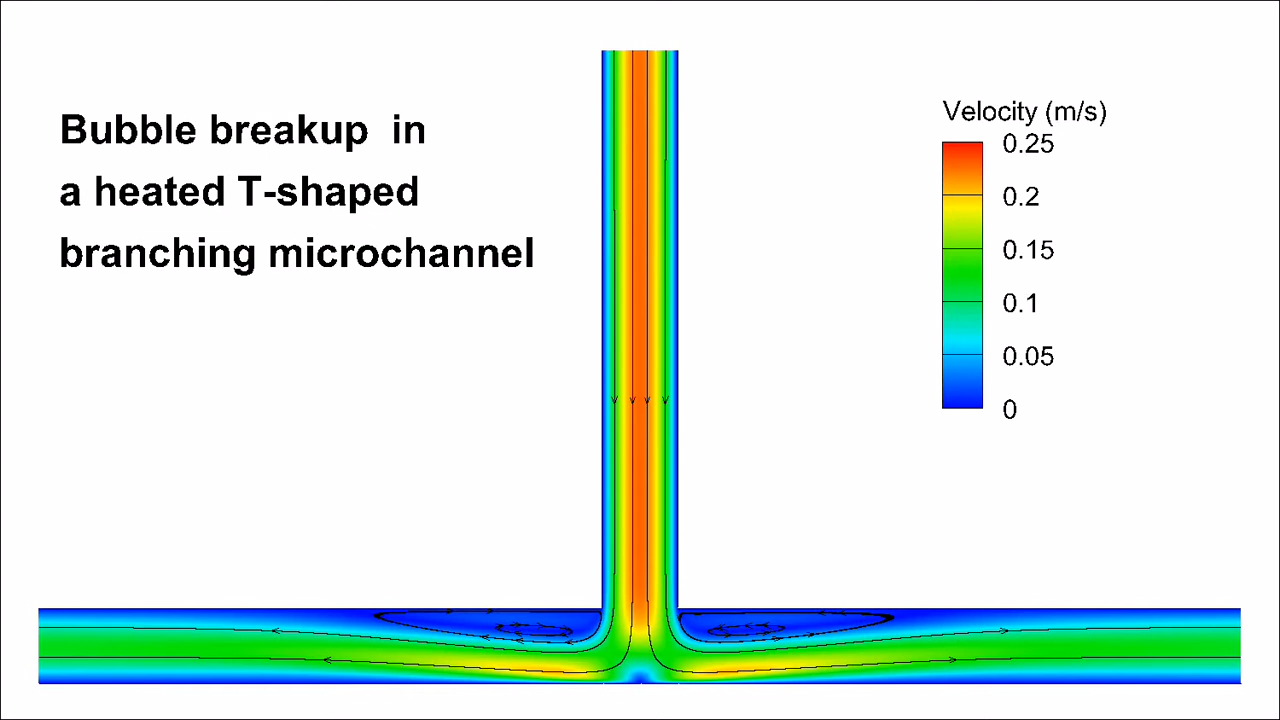 Bubble breakup  in
a heated T-shaped
branching microchannel
Velocity (m/s)
0.25
0.2
0.15
0.1
0.05
0